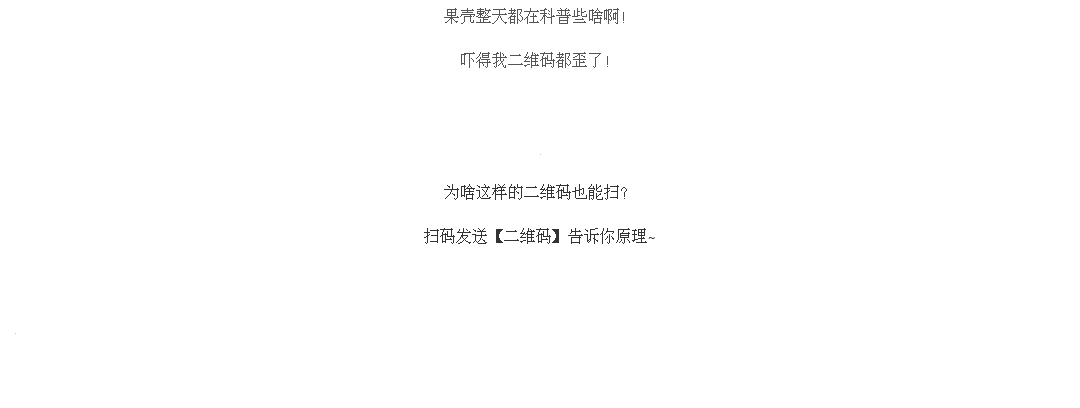 果壳整天都在科普些啥啊!
吓得我二维码都歪了!
为啥这样的二维码也能扫?
扫码发送【二维码】告诉你原理~